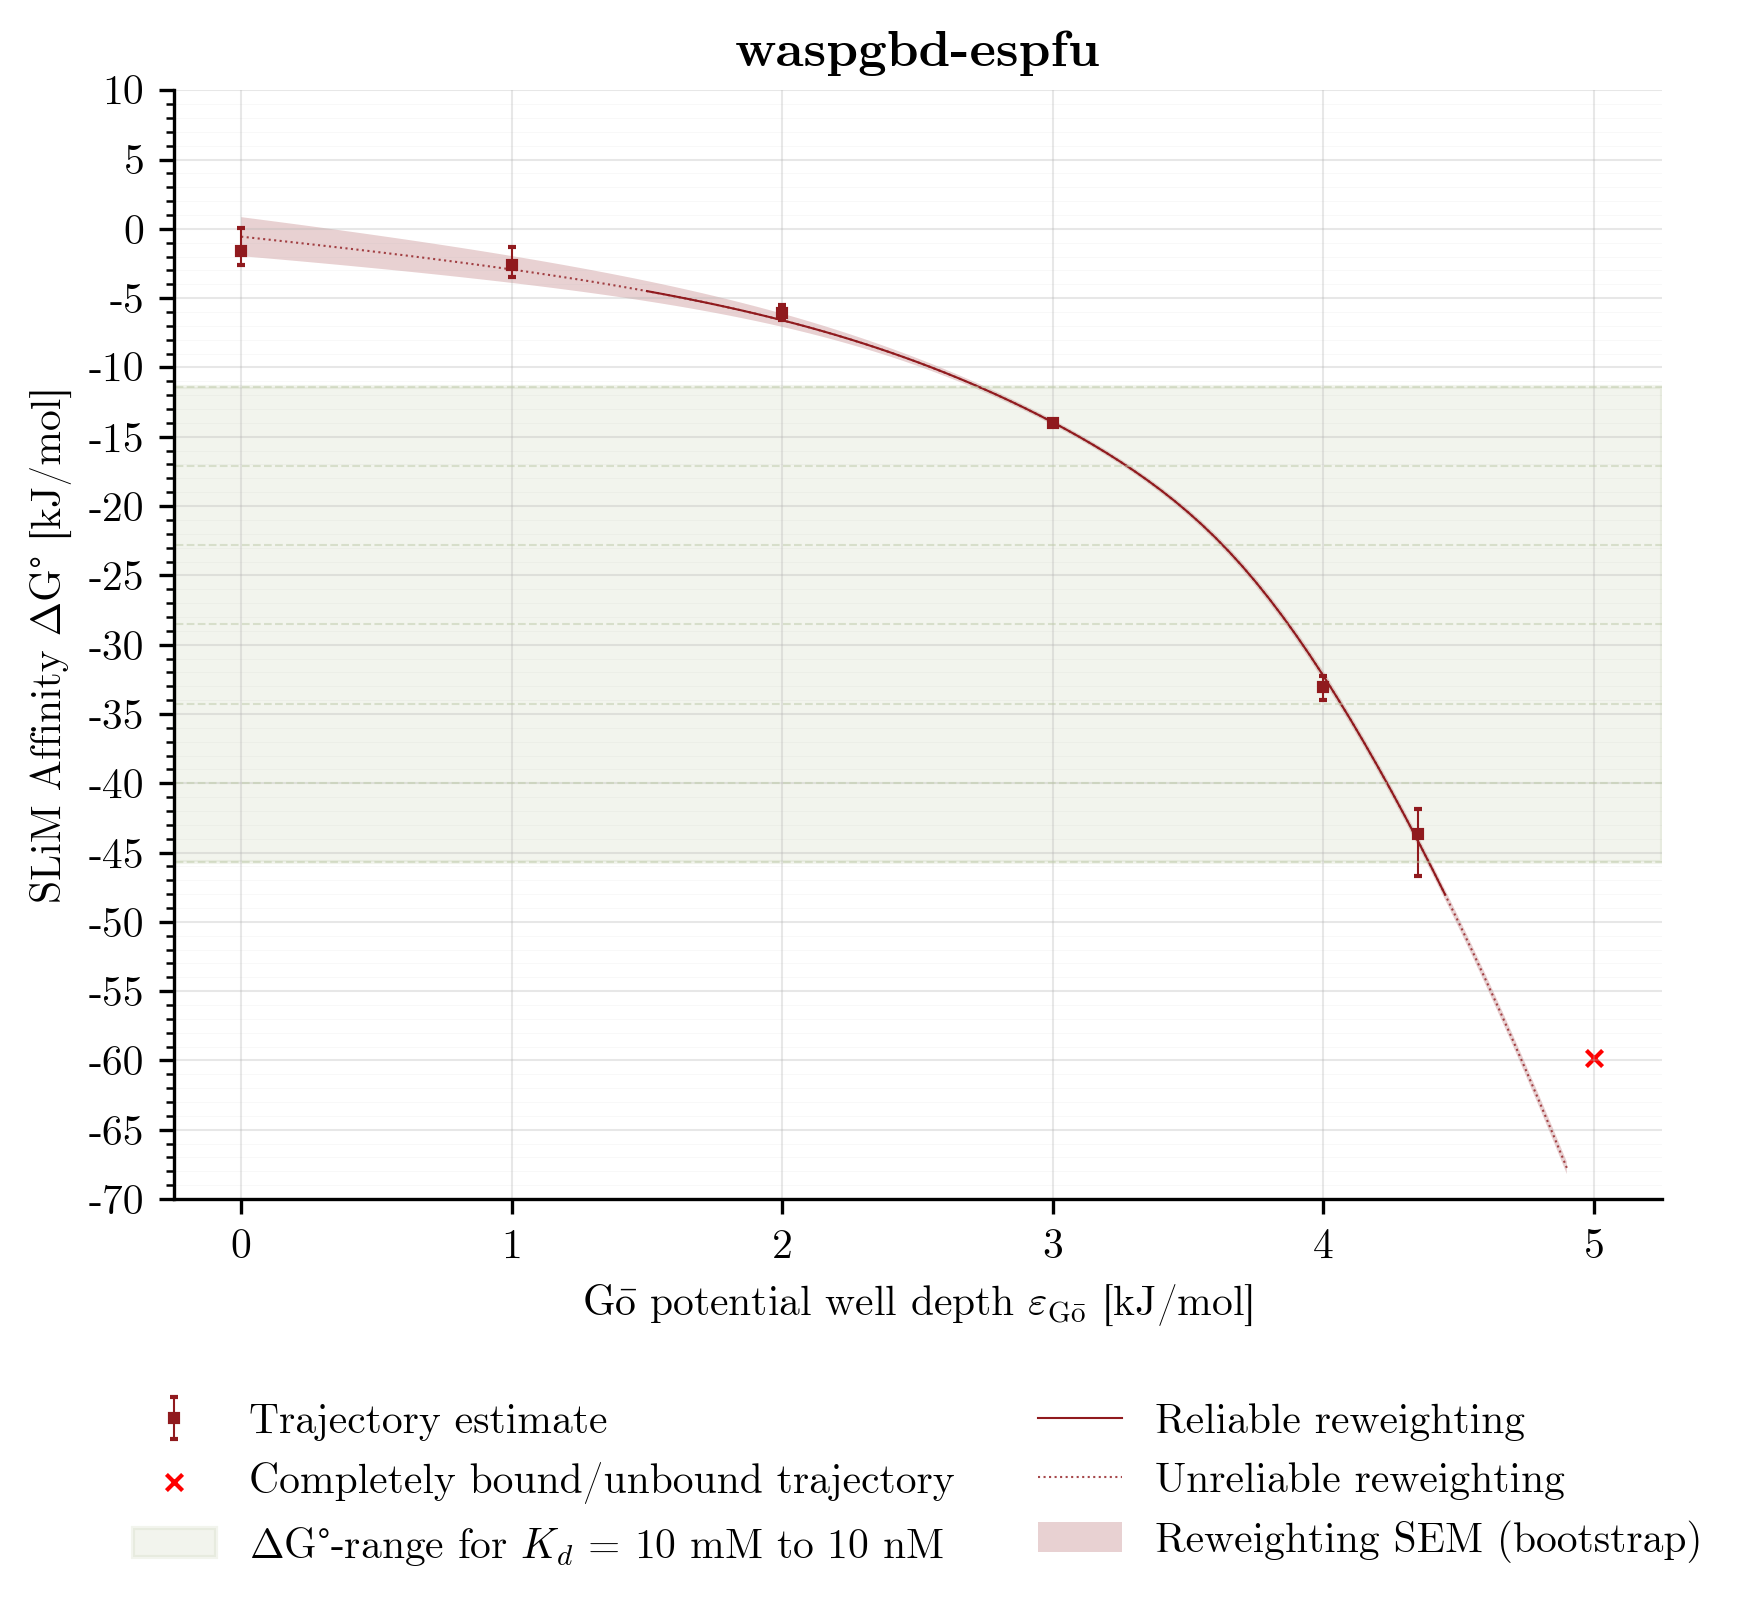 waspgbd-espfu
10
5
0
-5
-10
-15
-20
-25
-30
-35
-40
-45
-50
-55
-60
-65
-70
SLiM Affinity ΔG° [kJ/mol]
0 1 2 3 4 5
Gō potential well depth εGō [kJ/mol]
Trajectory estimate
Completely bound/unbound trajectory
ΔG°-range for Kd = 10 mM to 10 nM
Reliable reweighting
Unreliable reweighting
Reweighting SEM (bootstrap)